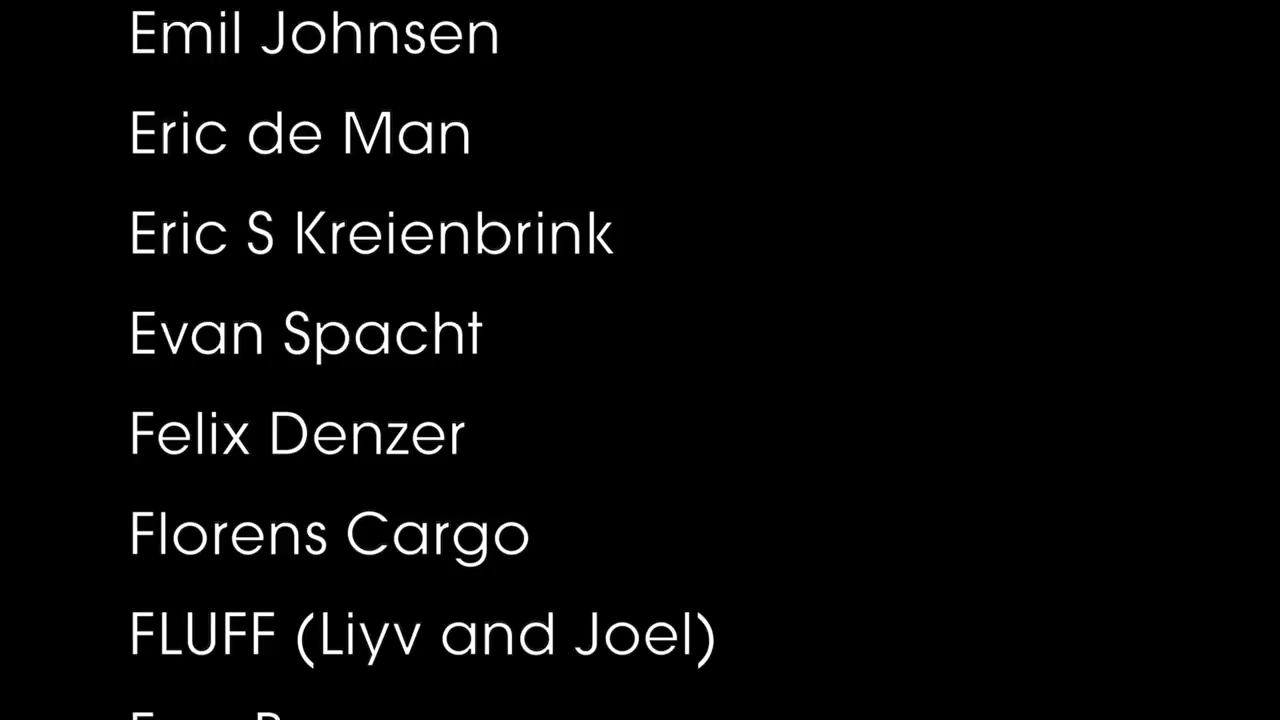 Emil Johnsen
Eric de Man
Eric S Kreienbrink
Evan Spacht
Felix Denzer
Florens Cargo
FLUFF (Liyv and Joel)